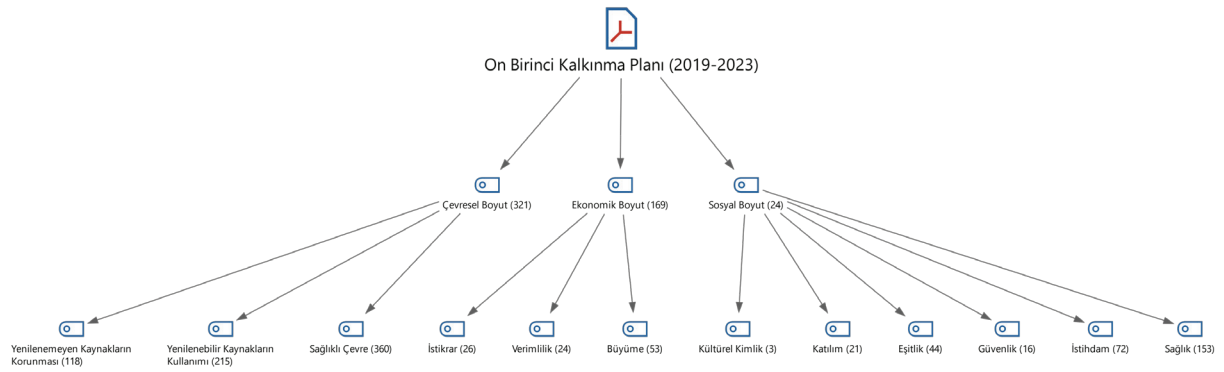 On Birinci Kalkınma Planı (2019-2023)
Çevresel Boyut (321)
Ekonomik Boyut (169)
Sosyal Boyut (24)
Yenilenemeyen Kaynakların
Korunması (118)
Yenilenebilir Kaynakların
Kullanımı (215)
Sağlıklı Çevre (360)
İstikrar (26)
Verimlilik (24)
Büyüme (53)
Kültürel Kimlik (3)
Katılım (21)
Eşitlik (44)
Güvenlik (16)
İstihdam (72)
Sağlık (153)